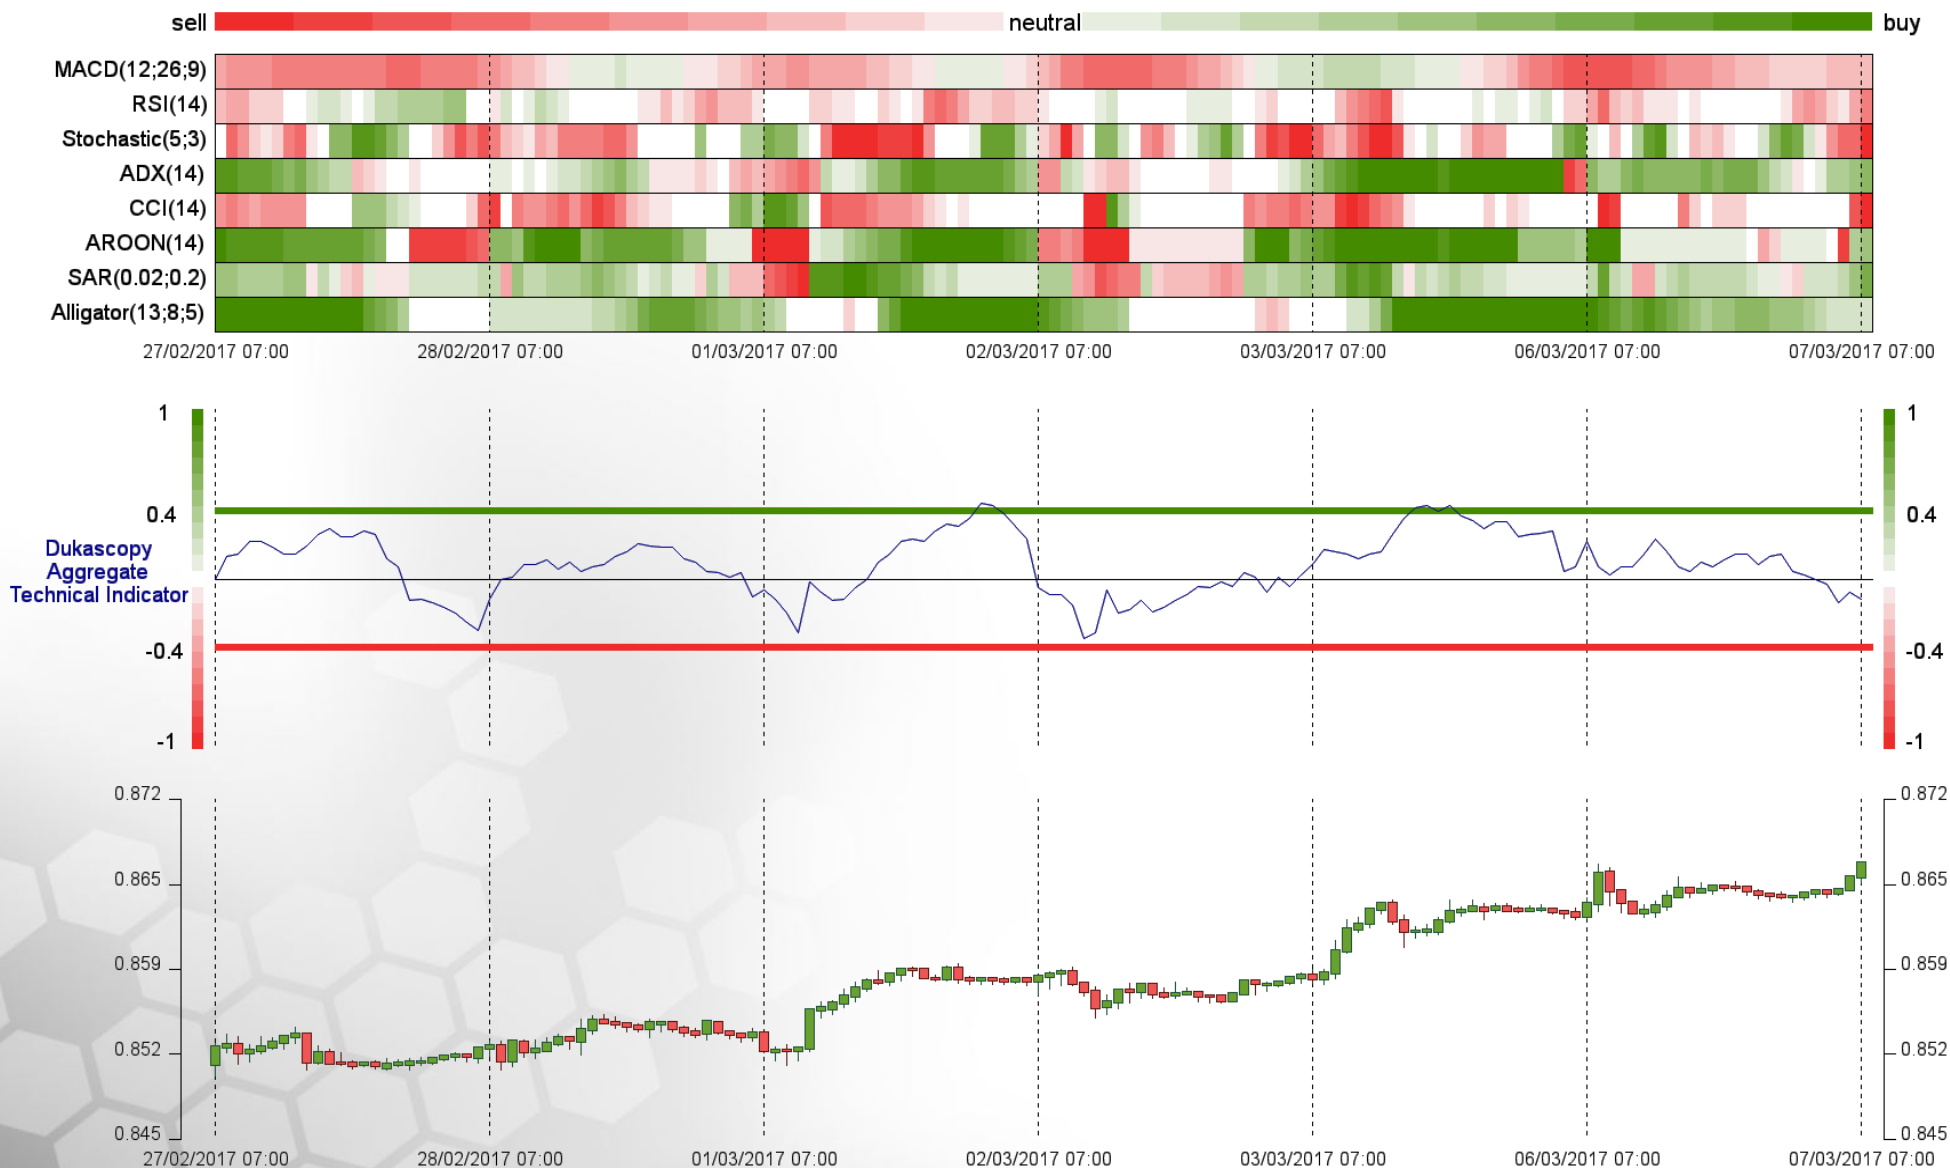 sell neutral buy
MACD(12;26;9)
RSI(14)
Stochastic(5;3)
ADX(14)
CCI(14)
AROON(14)
SAR(0.02;0.2)
Alligator(13;8;5)
27/02/2017 07:00 28/02/2017 07:00 01/03/2017 07:00 02/03/2017 07:00 03/03/2017 07:00 06/03/2017 07:00 07/03/2017 07:00
1 1
0.4 0.4
Dukascopy
Aggregate
Technical Indicator
-0.4 -0.4
-1 -1
0.872 0.872
0.865 0.865
0.859 0.859
0.852 0.852
0.845 0.845
27/02/2017 07:00 28/02/2017 07:00 01/03/2017 07:00 02/03/2017 07:00 03/03/2017 07:00 06/03/2017 07:00 07/03/2017 07:00